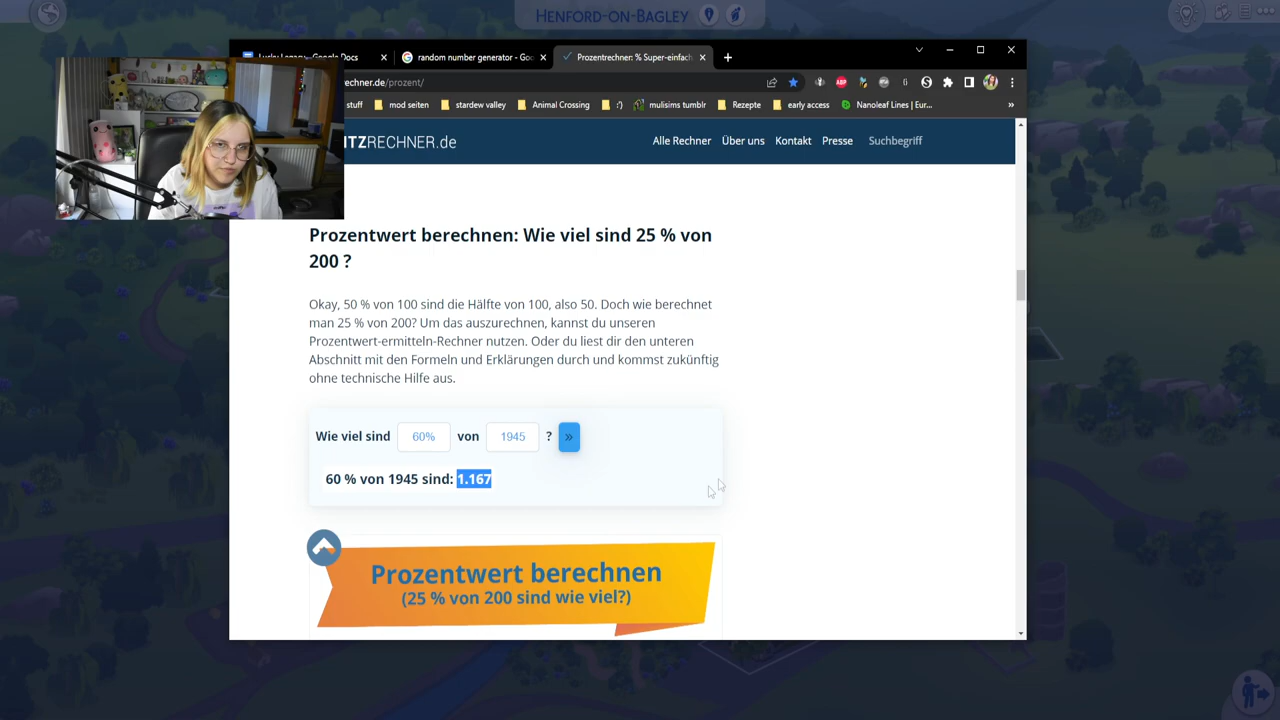 HENFORD-ON-BAGLEY
Lucky Legacy - Google Docs
random number generator - Goo
Prozentrechner: % Super-einfach
rechner.de/prozent/
stuff
mod seiten
stardew valley
Animal Crossing
:')
mulisims tumblr
Rezepte
early access
Nanoleaf Lines | Eur...
ITZRECHNER.de
Alle Rechner
Über uns
Kontakt
Presse
Suchbegriff
Prozentwert berechnen: Wie viel sind 25 % von
200 ?
Okay, 50 % von 100 sind die Hälfte von 100, also 50. Doch wie berechnet
man 25 % von 200? Um das auszurechnen, kannst du unseren
Prozentwert-ermitteln-Rechner nutzen. Oder du liest dir den unteren
Abschnitt mit den Formeln und Erklärungen durch und kommst zukünftig
ohne technische Hilfe aus.
Wie viel sind 60% von 1945 ? »
60 % von 1945 sind: 1.167
Prozentwert berechnen
(25 % von 200 sind wie viel?)